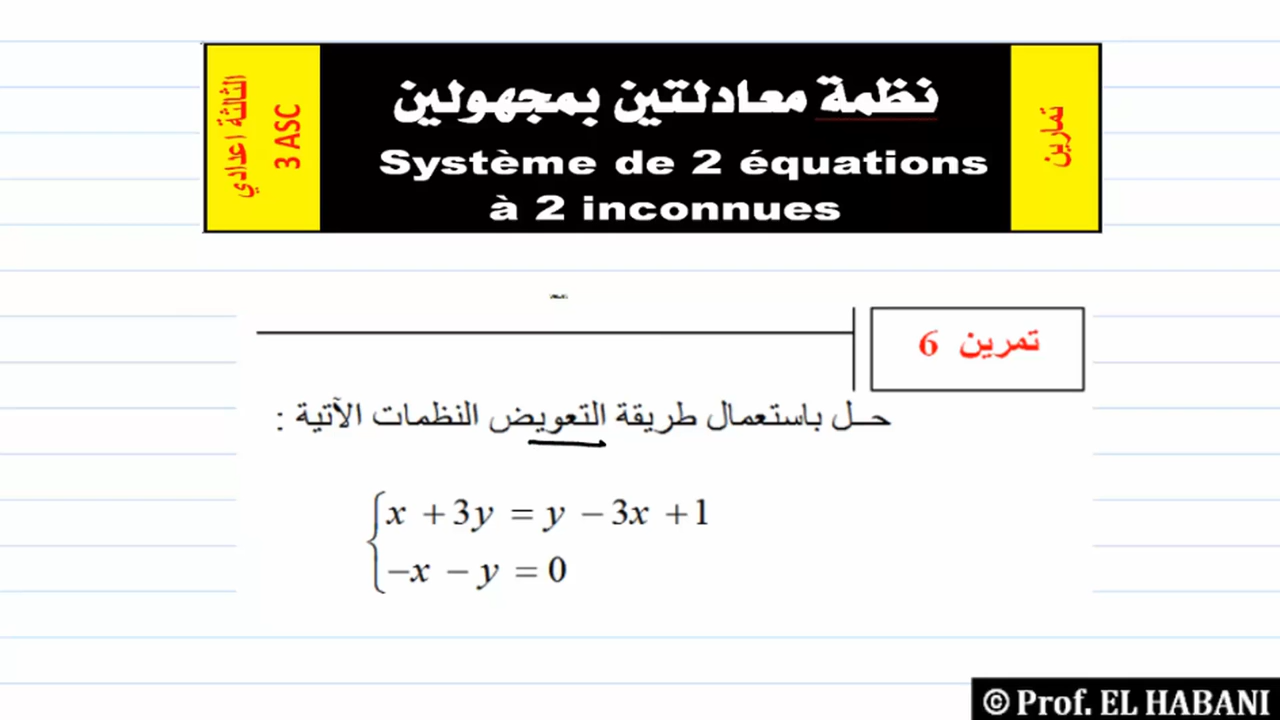 الثالثة اعدادي
3 ASC
نظمة معادلتين بمجهولين
Système de 2 équations
à 2 inconnues
تمارين
تمرين 6
حـل باستعمال طريقة التعويض النظمات الآتية :
x + 3y = y − 3x + 1
−x − y = 0
© Prof. EL HABANI